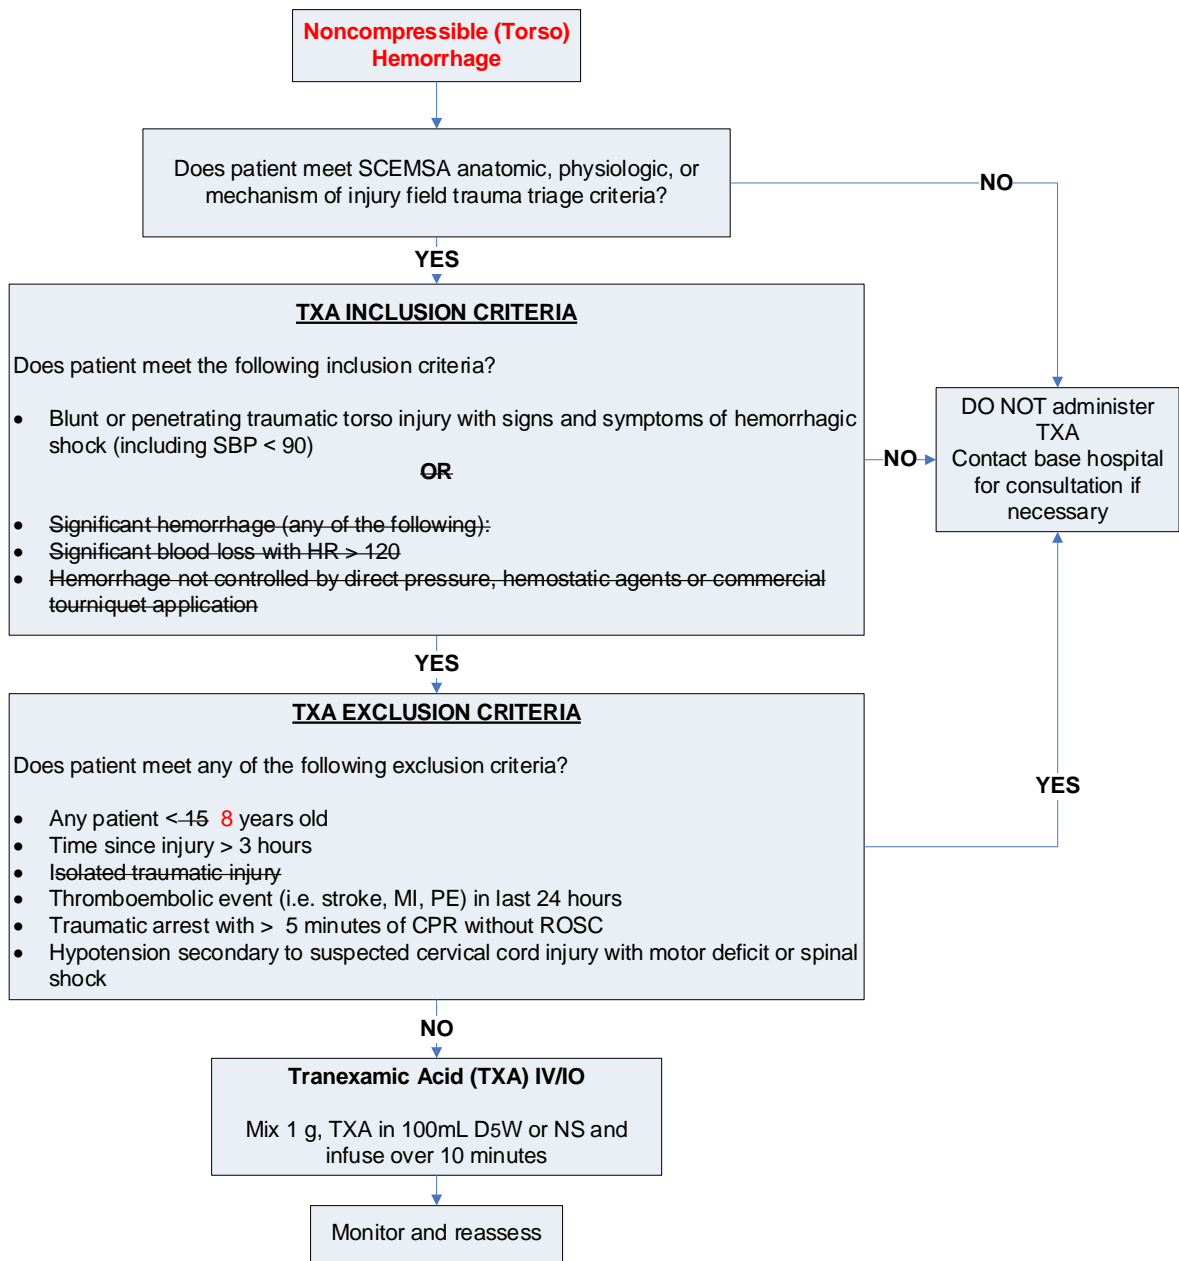 Noncompressible (Torso)
Hemorrhage
Does patient meet SCEMSA anatomic, physiologic, or
mechanism of injury field trauma triage criteria?
NO
YES
TXA INCLUSION CRITERIA
Does patient meet the following inclusion criteria?
• Blunt or penetrating traumatic torso injury with signs and symptoms of hemorrhagic
shock (including SBP < 90)
OR
• Significant hemorrhage (any of the following):
• Significant blood loss with HR > 120
• Hemorrhage not controlled by direct pressure, hemostatic agents or commercial
tourniquet application
NO
DO NOT administer
TXA
Contact base hospital
for consultation if
necessary
YES
TXA EXCLUSION CRITERIA
Does patient meet any of the following exclusion criteria?
• Any patient < 15 8 years old
• Time since injury > 3 hours
• Isolated traumatic injury
• Thromboembolic event (i.e. stroke, MI, PE) in last 24 hours
• Traumatic arrest with > 5 minutes of CPR without ROSC
• Hypotension secondary to suspected cervical cord injury with motor deficit or spinal
shock
YES
NO
Tranexamic Acid (TXA) IV/IO
Mix 1 g, TXA in 100mL D5W or NS and
infuse over 10 minutes
Monitor and reassess